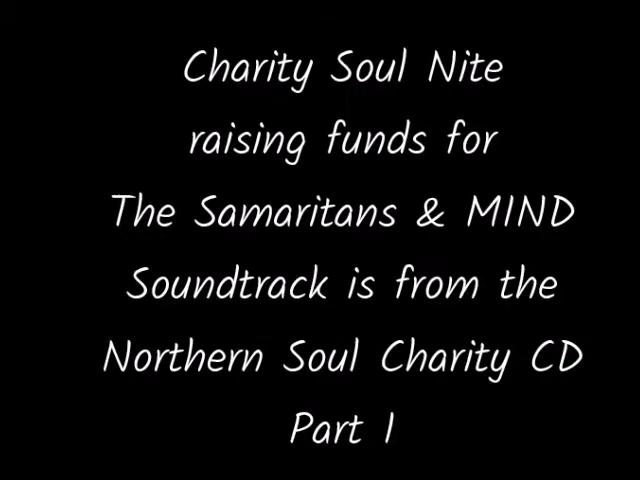 Charity Soul Nite
raising funds for
The Samaritans & MIND
Soundtrack is from the
Northern Soul Charity CD
Part 1